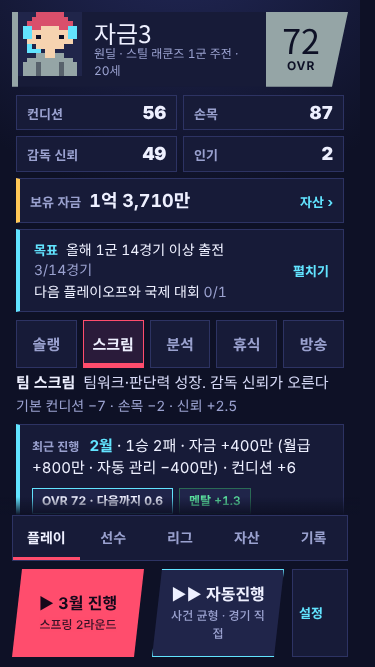 자금3
원딜 · 스틸 래쿤즈 1군 주전 ·
20세
72
OVR
컨디션 56
손목 87
감독 신뢰 49
인기 2
보유 자금 1억 3,710만
자산 ›
목표 올해 1군 14경기 이상 출전
3/14경기
다음 플레이오프와 국제 대회 0/1
펼치기
솔랭
스크림
분석
휴식
방송
팀 스크림 팀워크·판단력 성장. 감독 신뢰가 오른다
기본 컨디션 −7 · 손목 −2 · 신뢰 +2.5
최근 진행 2월 · 1승 2패 · 자금 +400만 (월급
+800만 · 자동 관리 −400만) · 컨디션 +6
OVR 72 · 다음까지 0.6
멘탈 +1.3
플레이
선수
리그
자산
기록
▶ 3월 진행
스프링 2라운드
▶▶ 자동진행
사건 균형 · 경기 직
접
설정